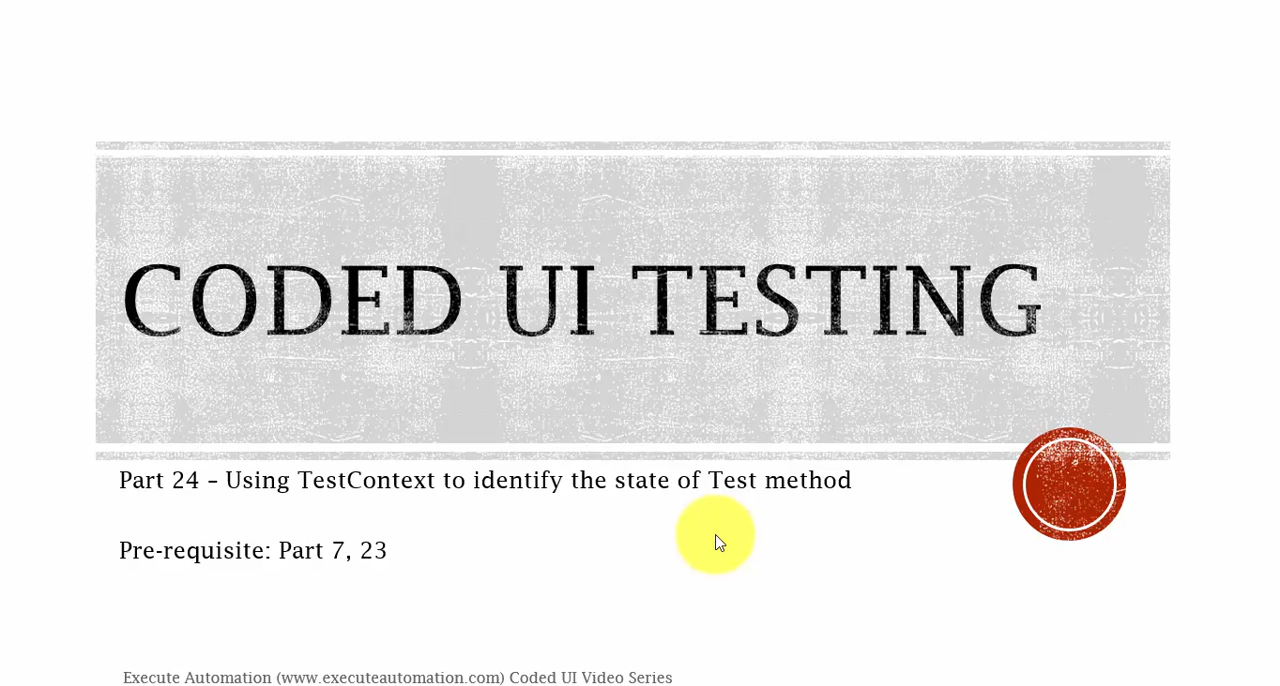 CODED UI TESTING
Part 24 – Using TestContext to identify the state of Test method
Pre-requisite: Part 7, 23
Execute Automation (www.executeautomation.com) Coded UI Video Series